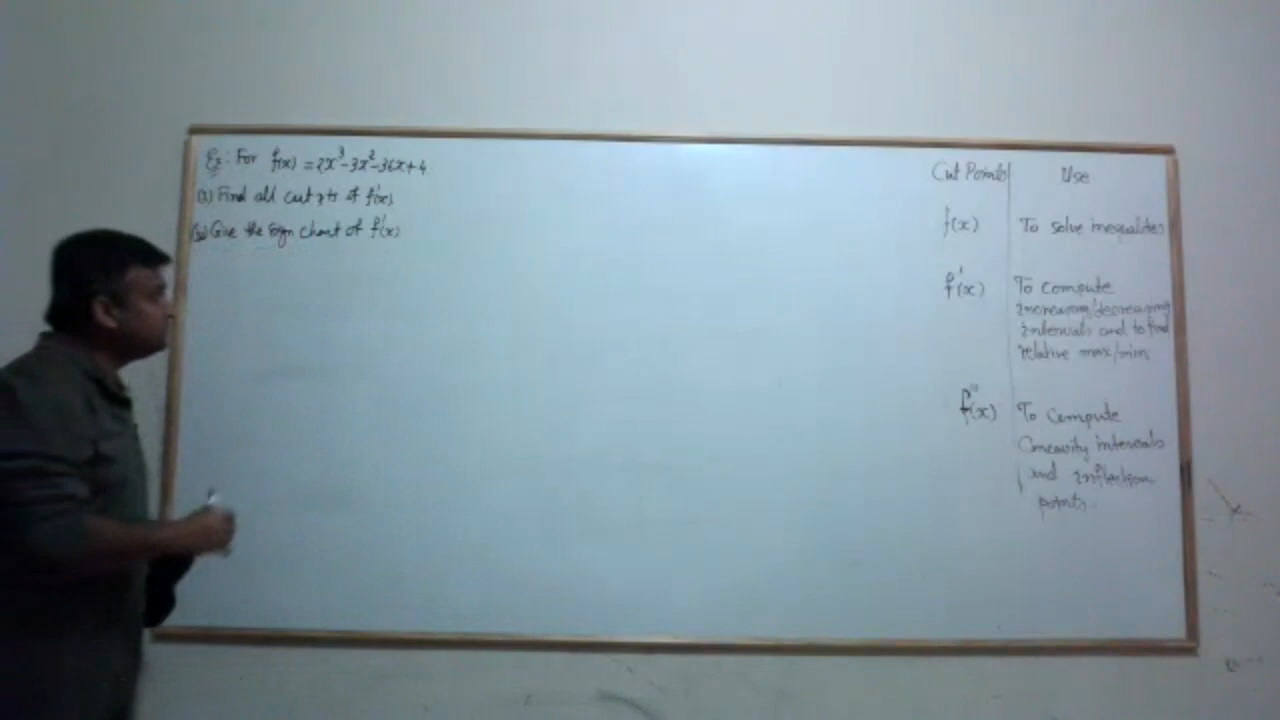 Ex: For f(x) = 2x³-3x²-36x+4
(a) Find all cut pts of f'(x)
(b) Give the sign chart of f'(x)
Cut Points Use
f(x) To solve inequalities
f'(x) To compute
increasing/decreasing
intervals and to find
relative max/min
f''(x) To compute
Concavity intervals
and inflection
points.